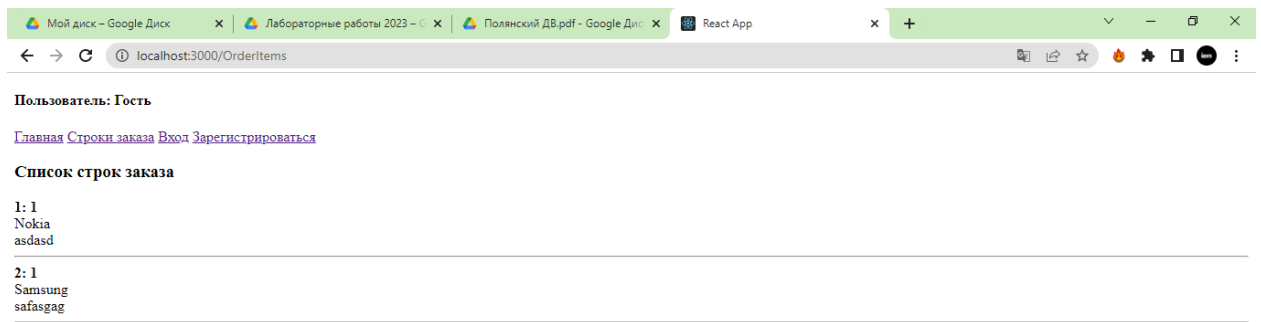 Мой диск – Google Диск
Лабораторные работы 2023 – G
Полянский ДВ.pdf - Google Дис
React App
localhost:3000/OrderItems
Пользователь: Гость
Главная Строки заказа Вход Зарегистрироваться
Список строк заказа
1: 1
Nokia
asdasd
2: 1
Samsung
safasgag